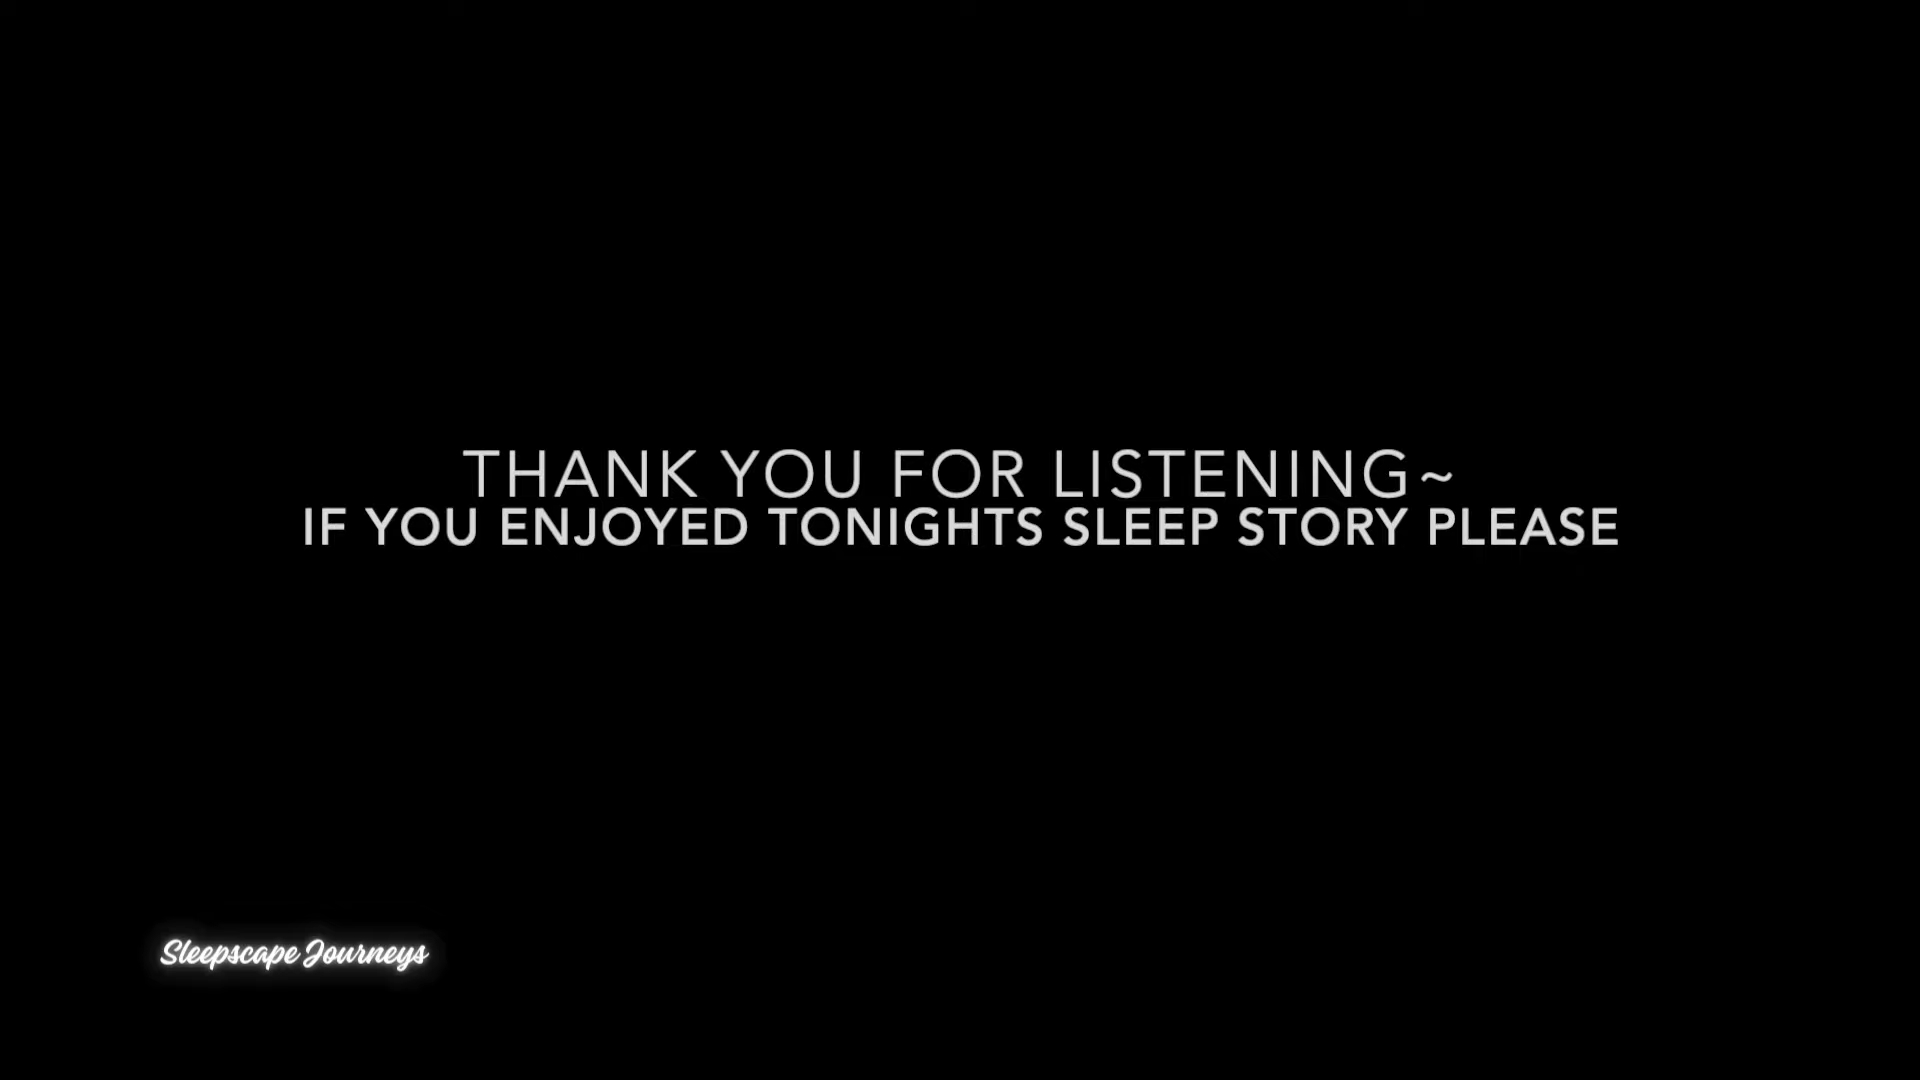 THANK YOU FOR LISTENING~
IF YOU ENJOYED TONIGHTS SLEEP STORY PLEASE
Sleepscape Journeys